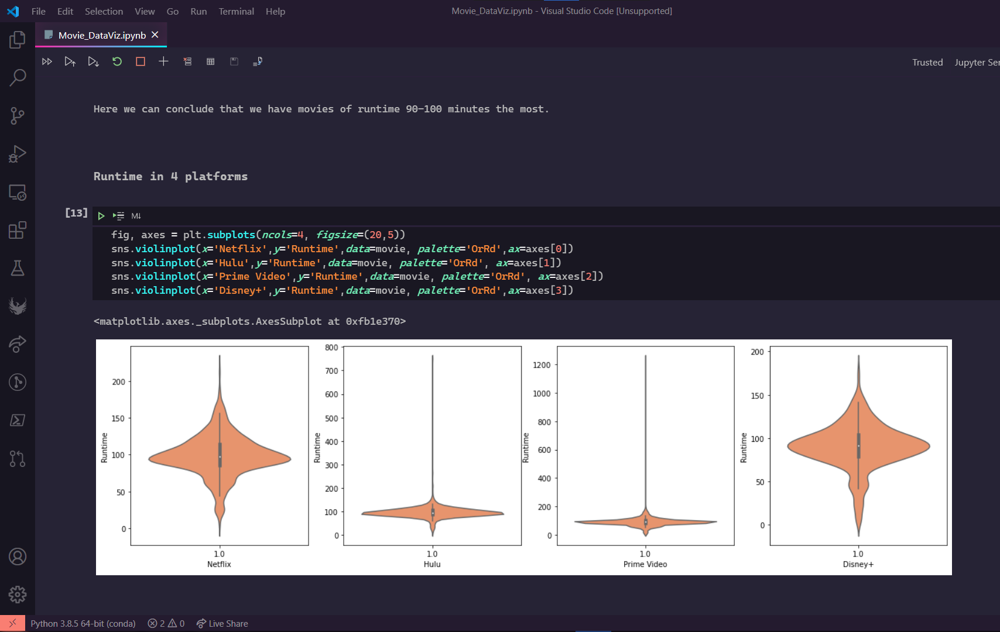 File Edit Selection View Go Run Terminal Help
Movie_DataViz.ipynb - Visual Studio Code [Unsupported]
Movie_DataViz.ipynb
Trusted Jupyter Ser
Here we can conclude that we have movies of runtime 90-100 minutes the most.
Runtime in 4 platforms
[13]
M↓
fig, axes = plt.subplots(ncols=4, figsize=(20,5))
sns.violinplot(x='Netflix',y='Runtime',data=movie, palette='OrRd',ax=axes[0])
sns.violinplot(x='Hulu',y='Runtime',data=movie, palette='OrRd', ax=axes[1])
sns.violinplot(x='Prime Video',y='Runtime',data=movie, palette='OrRd', ax=axes[2])
sns.violinplot(x='Disney+',y='Runtime',data=movie, palette='OrRd',ax=axes[3])
<matplotlib.axes._subplots.AxesSubplot at 0xfb1e370>
200
150
100
50
0
Runtime
1.0
Netflix
800
700
600
500
400
300
200
100
0
Runtime
1.0
Hulu
1200
1000
800
600
400
200
0
Runtime
1.0
Prime Video
200
150
100
50
0
Runtime
1.0
Disney+
Python 3.8.5 64-bit (conda) 2 0 Live Share